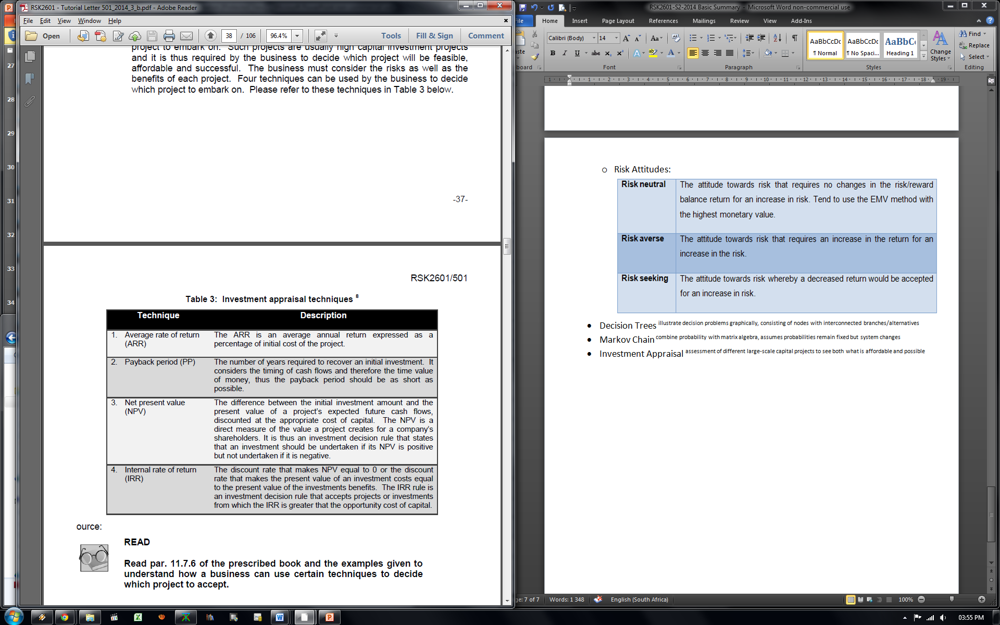 RSK2601 - Tutorial Letter 501_2014_3_b.pdf - Adobe Reader
File Edit View Window Help
Open 38 / 106 96.4% Tools Fill & Sign Comment
27
28
29
30
31
32
33
34
project to embark on. Such projects are usually high capital investment projects
and it is thus required by the business to decide which project will be feasible,
affordable and successful. The business must consider the risks as well as the
benefits of each project. Four techniques can be used by the business to decide
which project to embark on. Please refer to these techniques in Table 3 below.
-37-
RSK2601/501
Table 3: Investment appraisal techniques 8
Technique Description
1. Average rate of return The ARR is an average annual return expressed as a
(ARR) percentage of initial cost of the project.
2. Payback period (PP) The number of years required to recover an initial investment. It
considers the timing of cash flows and therefore the time value
of money, thus the payback period should be as short as
possible.
3. Net present value The difference between the initial investment amount and the
(NPV) present value of a project's expected future cash flows,
discounted at the appropriate cost of capital. The NPV is a
direct measure of the value a project creates for a company's
shareholders. It is thus an investment decision rule that states
that an investment should be undertaken if its NPV is positive
but not undertaken if it is negative.
4. Internal rate of return The discount rate that makes NPV equal to 0 or the discount
(IRR) rate that makes the present value of an investment costs equal
to the present value of the investments benefits. The IRR rule is
an investment decision rule that accepts projects or investments
from which the IRR is greater that the opportunity cost of capital.
ource:
READ
Read par. 11.7.6 of the prescribed book and the examples given to
understand how a business can use certain techniques to decide
which project to accept.
RSK2601-S2-2014 Basic Summary - Microsoft Word non-commercial use
File Home Insert Page Layout References Mailings Review View Add-Ins
Calibri (Body) 14 AaBbCcDc AaBbCcDc AaBbC Find
aste Replace
¶ Normal ¶ No Spaci... Heading 1 Change Styles Select
board Font Paragraph Styles Editing
1 1 2 3 4 5 6 7 8 9 10 11 12 13 14 15 16 17 18 19
o Risk Attitudes:
Risk neutral The attitude towards risk that requires no changes in the risk/reward
balance return for an increase in risk. Tend to use the EMV method with
the highest monetary value.
Risk averse The attitude towards risk that requires an increase in the return for an
increase in the risk.
Risk seeking The attitude towards risk whereby a decreased return would be accepted
for an increase in risk.
• Decision Trees illustrate decision problems graphically, consisting of nodes with interconnected branches/alternatives
• Markov Chain combine probability with matrix algebra, assumes probabilities remain fixed but system changes
• Investment Appraisal assessment of different large-scale capital projects to see both what is affordable and possible
ge: 7 of 7 Words: 1 348 English (South Africa) 100%
03:55 PM